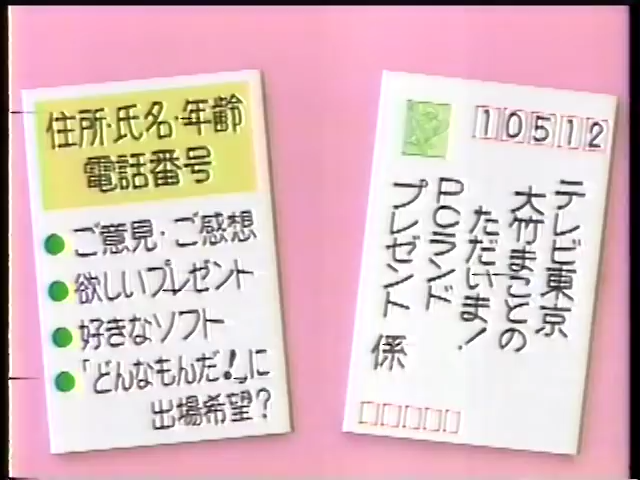 住所・氏名・年齢
電話番号
ご意見・ご感想
欲しいプレゼント
好きなソフト
「どんなもんだ!」に
出場希望?
10512
テレビ東京
大竹まことの
ただいま!
PCランド
プレゼント 係